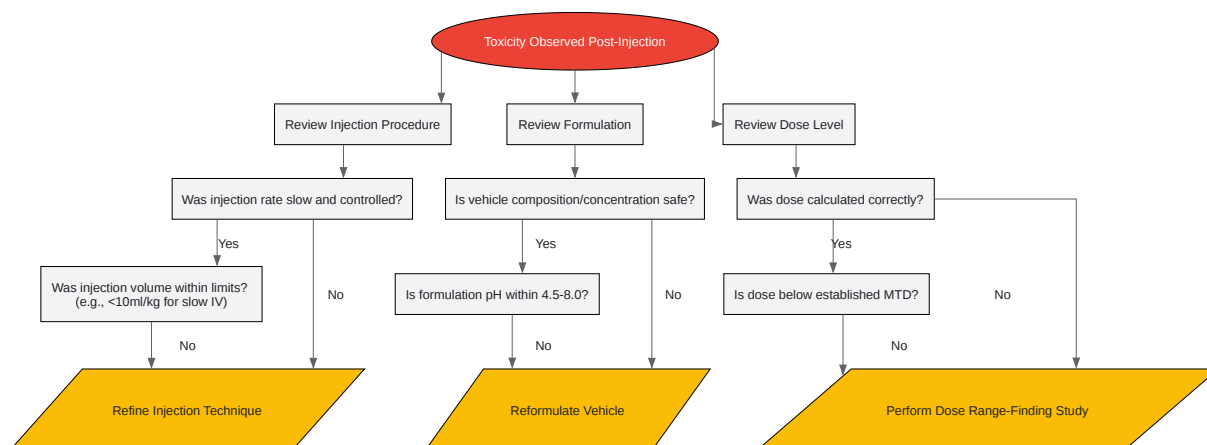 Toxicity Observed Post-Injection
Review Injection Procedure
Review Formulation
Review Dose Level
Was injection rate slow and controlled?
Is vehicle composition/concentration safe?
Was dose calculated correctly?
Yes
Yes
Yes
Was injection volume within limits?
(e.g., <10ml/kg for slow IV)
No
Is formulation pH within 4.5-8.0?
No
Is dose below established MTD?
No
No
No
No
Refine Injection Technique
Reformulate Vehicle
Perform Dose Range-Finding Study